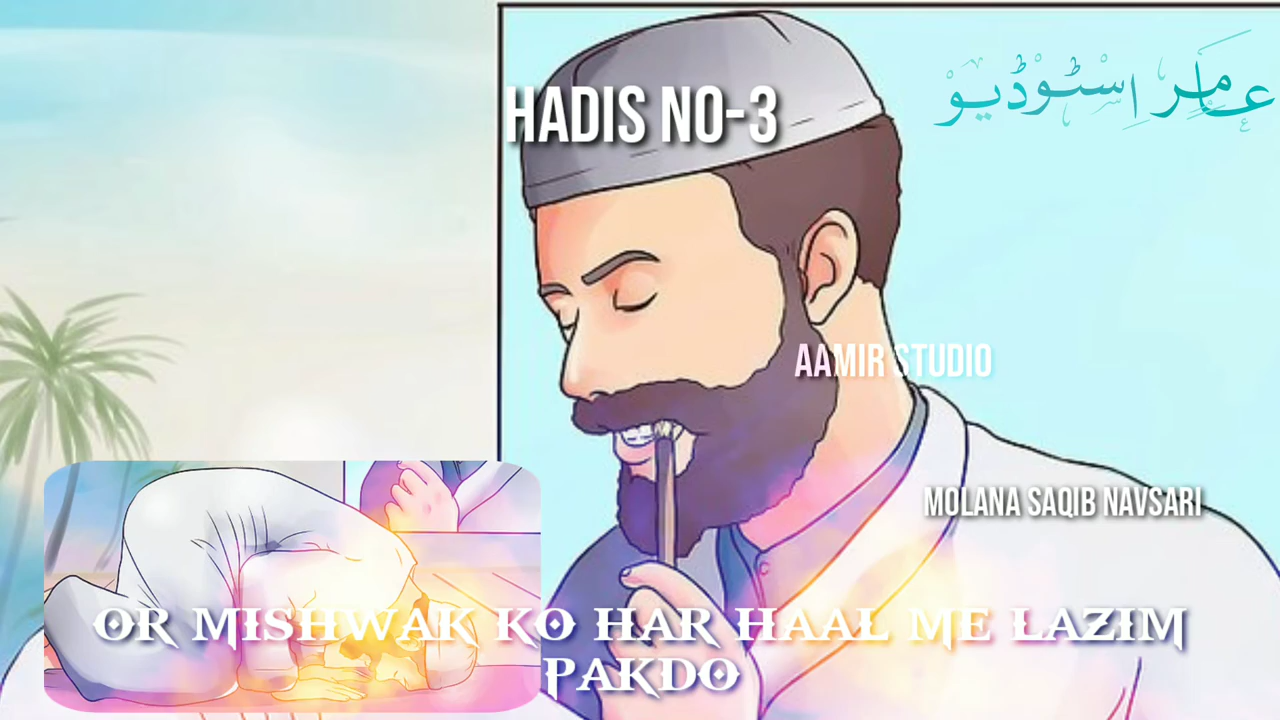 HADIS NO-3
عامر اسٹوڈیو
AAMIR STUDIO
MOLANA SAQIB NAVSARI
OR MISHWAK KO HAR HAAL ME LAZIM
PAKDO